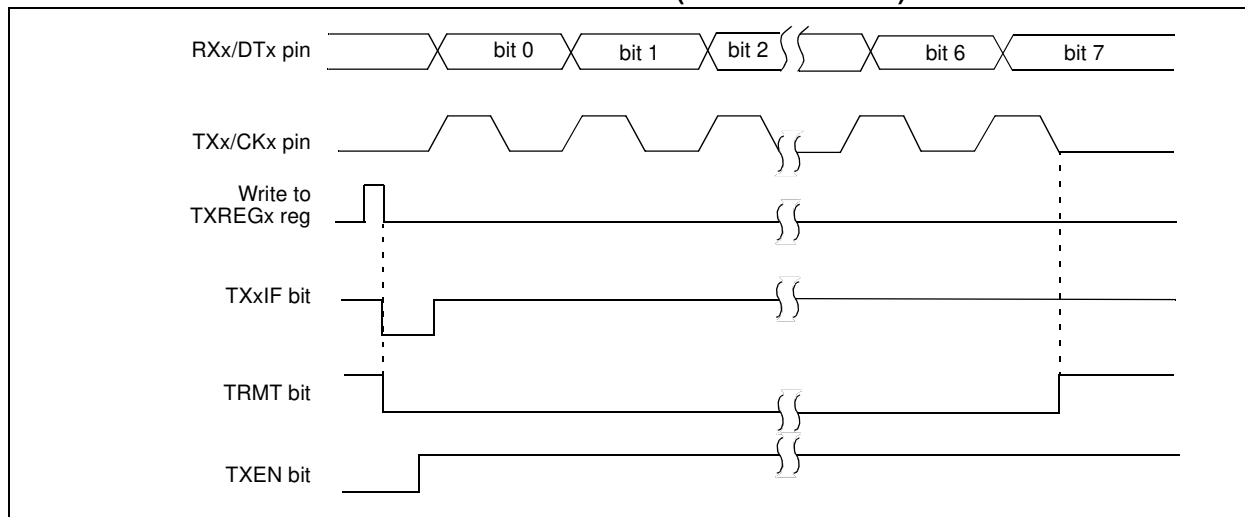 RXx/DTx pin
bit 0
bit 1
bit 2
bit 6
bit 7
TXx/CKx pin
Write to
TXREGx reg
TXxIF bit
TRMT bit
TXEN bit